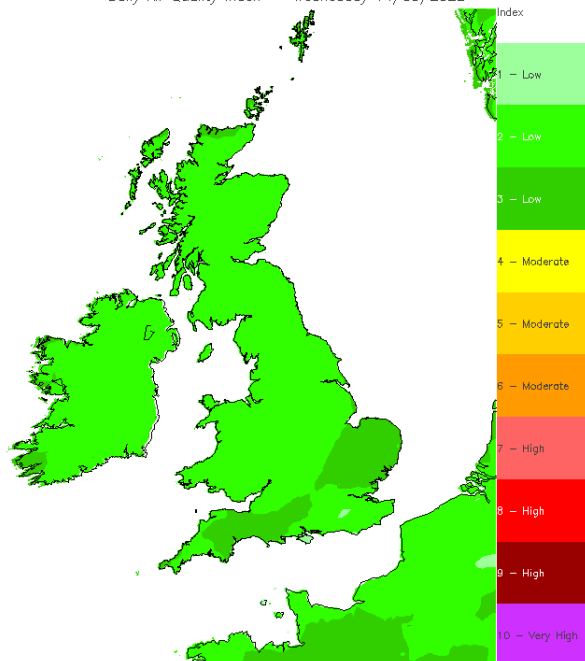 Index
1 - Low
2 - Low
3 - Low
4 - Moderate
5 - Moderate
6 - Moderate
7 - High
8 - High
9 - High
10 - Very High